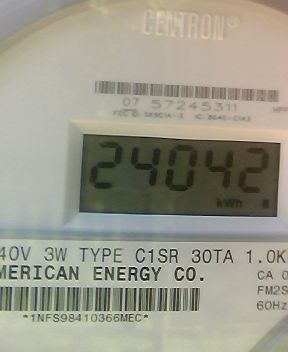 CENTRON®
07 57245311
24042
kWh
40V 3W TYPE C1SR 30TA 1.0K
MERICAN ENERGY CO.
CA 0
FM2S
60Hz
*1NFS98410366MEC*